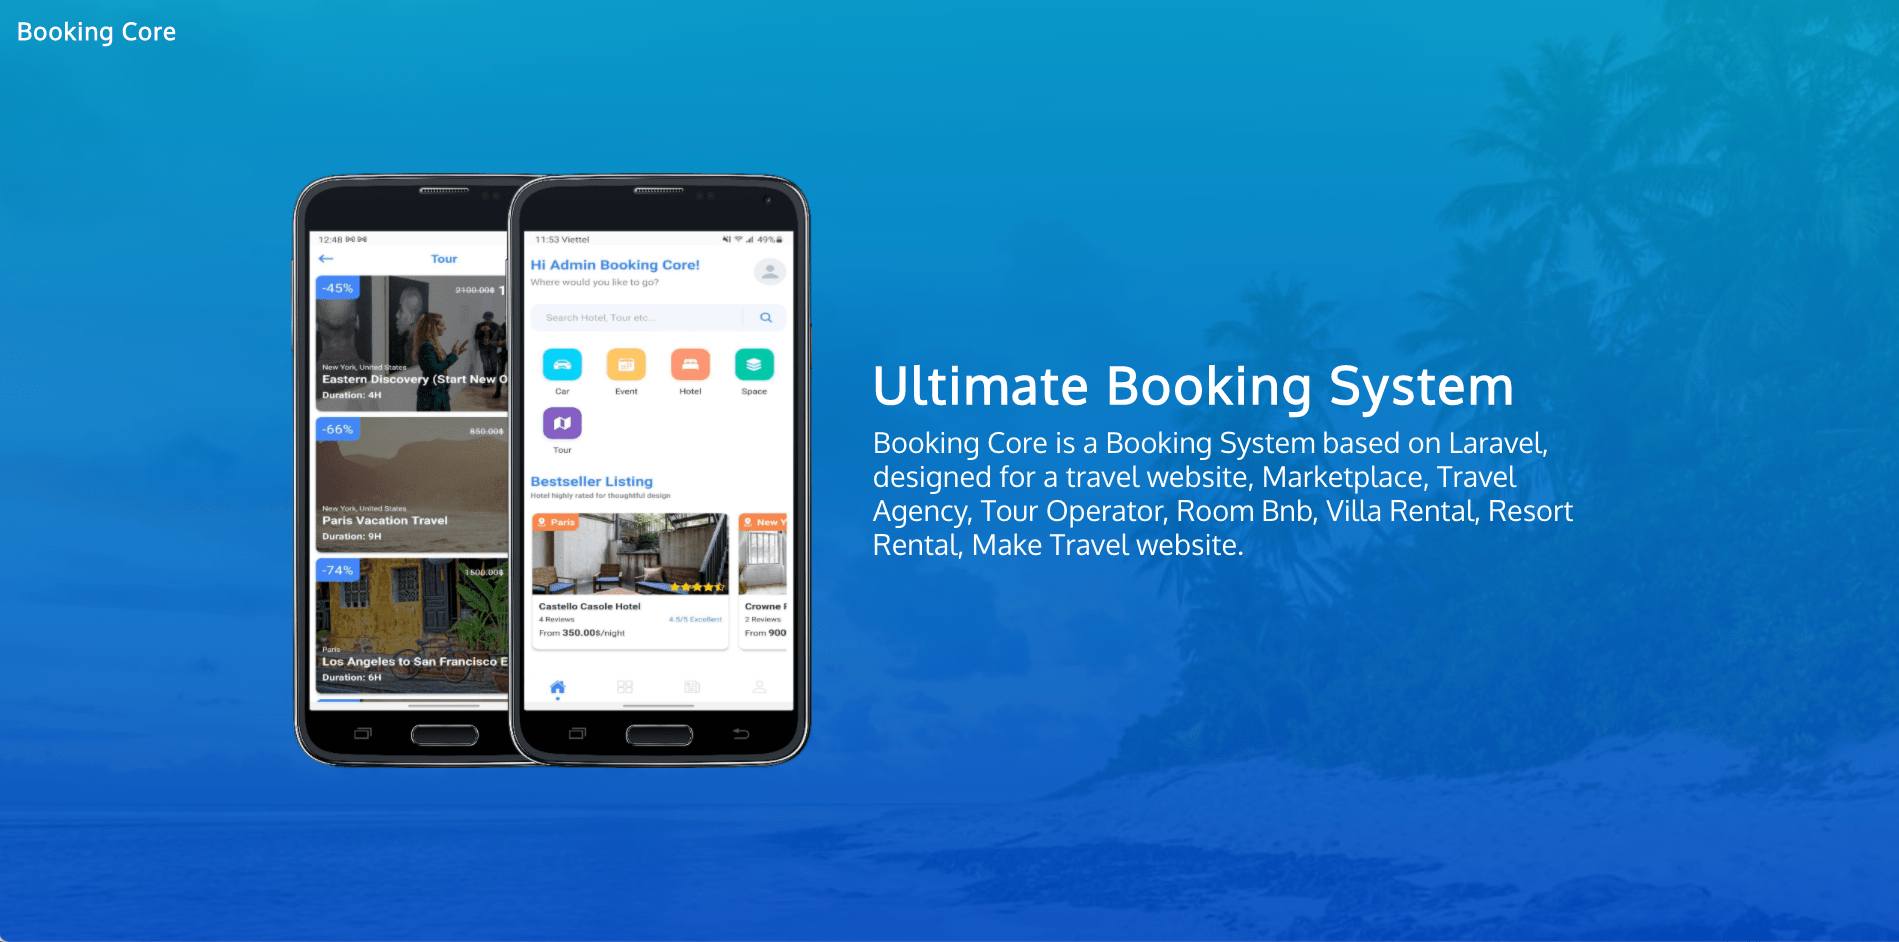 Booking Core
12:48
Tour
-45%
2100.00$ 1
New York, United States
Eastern Discovery (Start New O
Duration: 4H
-66%
850.00$
New York, United States
Paris Vacation Travel
Duration: 9H
-74%
1500.00$
Paris
Los Angeles to San Francisco E
Duration: 6H
11:53 Viettel
49%
Hi Admin Booking Core!
Where would you like to go?
Search Hotel, Tour etc...
Car
Event
Hotel
Space
Tour
Bestseller Listing
Hotel highly rated for thoughtful design
Paris
Castello Casole Hotel
4 Reviews
4.5/5 Excellent
From 350.00$/night
New Y
Crowne P
2 Reviews
From 900
Ultimate Booking System
Booking Core is a Booking System based on Laravel,
designed for a travel website, Marketplace, Travel
Agency, Tour Operator, Room Bnb, Villa Rental, Resort
Rental, Make Travel website.